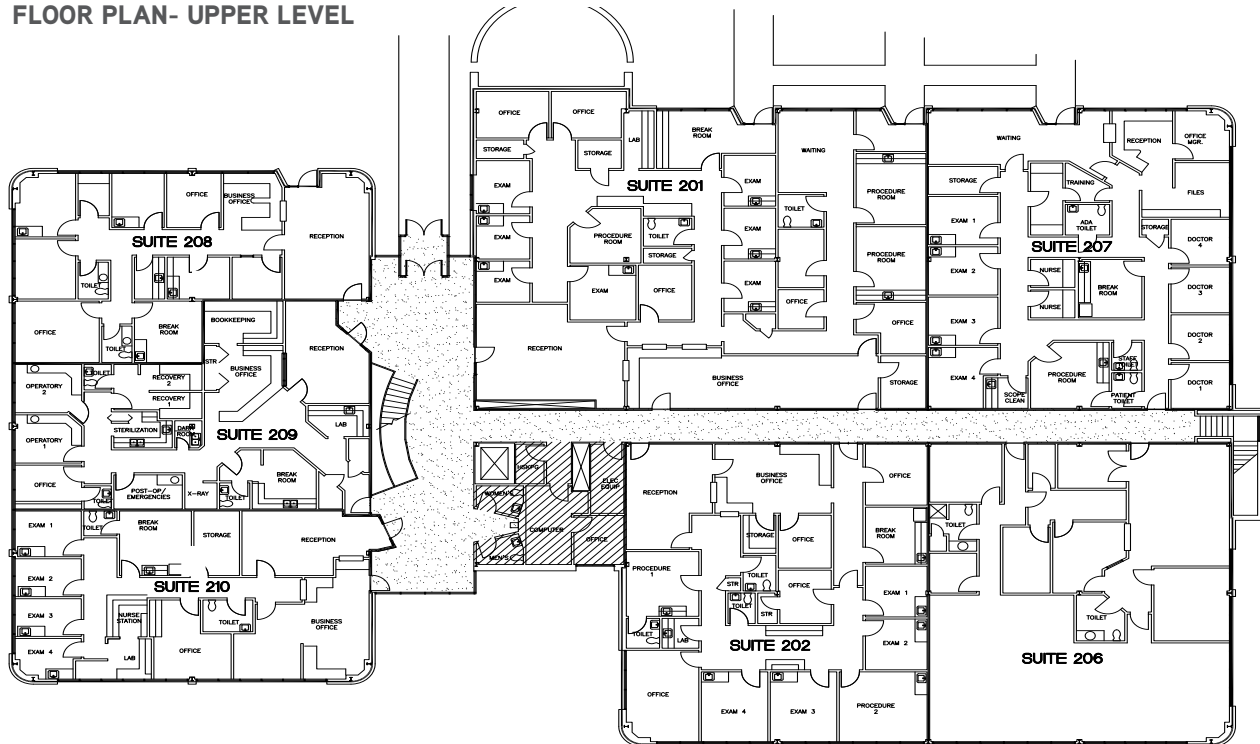 FLOOR PLAN- UPPER LEVEL
OFFICE
OFFICE
STORAGE
STORAGE
LAB
BREAK
ROOM
EXAM
EXAM
EXAM
SUITE 201
PROCEDURE
ROOM
TOILET
STORAGE
EXAM
OFFICE
EXAM
EXAM
EXAM
RECEPTION
BUSINESS
OFFICE
WAITING
TOILET
OFFICE
PROCEDURE
ROOM
PROCEDURE
ROOM
OFFICE
STORAGE
WAITING
RECEPTION
OFFICE
MGR.
STORAGE
TRAINING
FILES
EXAM 1
ADA
TOILET
STORAGE
SUITE 207
DOCTOR
4
EXAM 2
NURSE
NURSE
BREAK
ROOM
DOCTOR
3
EXAM 3
DOCTOR
2
EXAM 4
PROCEDURE
ROOM
STAFF
TOILET
SCOPE
CLEAN
PATIENT
TOILET
DOCTOR
1
OFFICE
BUSINESS
OFFICE
SUITE 208
RECEPTION
TOILET
OFFICE
TOILET
BREAK
ROOM
BOOKKEEPING
RECEPTION
STR
BUSINESS
OFFICE
TOILET
OPERATORY
2
RECOVERY
2
RECOVERY
1
STERILIZATION
DARK
ROOM
SUITE 209
LAB
OPERATORY
1
OFFICE
TOILET
POST-OP/
EMERGENCIES
X-RAY
TOILET
BREAK
ROOM
EXAM 1
TOILET
BREAK
ROOM
STORAGE
RECEPTION
EXAM 2
SUITE 210
EXAM 3
NURSE
STATION
TOILET
BUSINESS
OFFICE
EXAM 4
LAB
OFFICE
HSKPG
ELEC
EQUIP
WOMEN'S
COMPUTER
OFFICE
MEN'S
RECEPTION
BUSINESS
OFFICE
OFFICE
STORAGE
OFFICE
BREAK
ROOM
PROCEDURE
1
STR
TOILET
OFFICE
TOILET
STR
EXAM 1
TOILET
LAB
SUITE 202
EXAM 2
OFFICE
EXAM 4
EXAM 3
PROCEDURE
2
TOILET
TOILET
SUITE 206